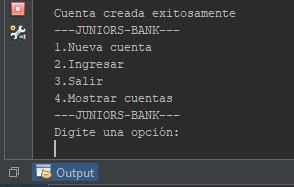 Cuenta creada exitosamente
---JUNIORS-BANK---
1.Nueva cuenta
2.Ingresar
3.Salir
4.Mostrar cuentas
---JUNIORS-BANK---
Digite una opción:
Output